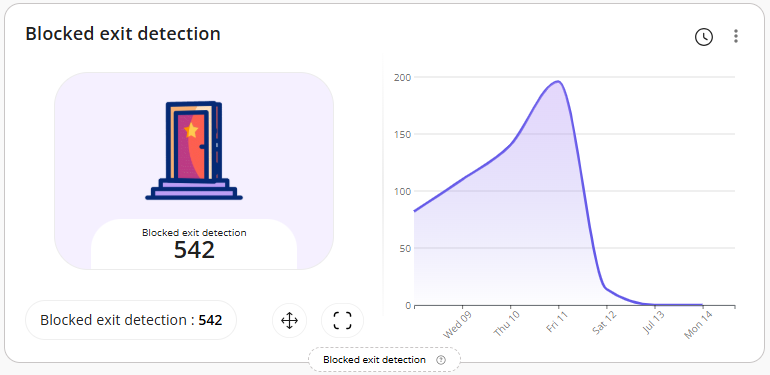 Blocked exit detection
Blocked exit detection
542
Blocked exit detection : 542
200
150
100
50
0
Wed 09
Thu 10
Fri 11
Sat 12
Jul 13
Mon 14
Blocked exit detection ?